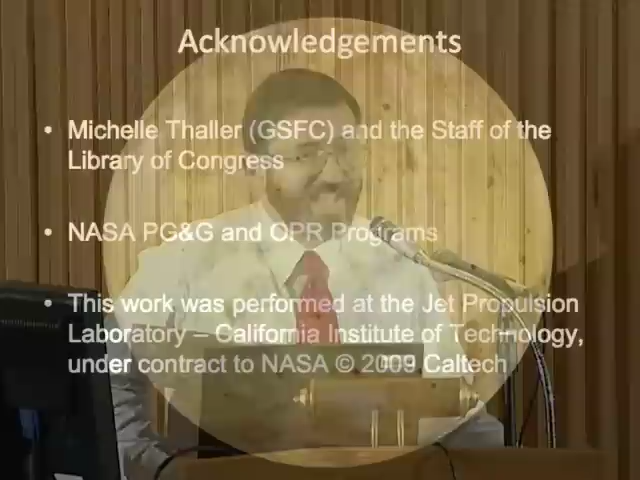 Acknowledgements
• Michelle Thaller (GSFC) and the Staff of the
Library of Congress
• NASA PG&G and OPR Programs
• This work was performed at the Jet Propulsion
Laboratory – California Institute of Technology,
under contract to NASA © 2009 Caltech